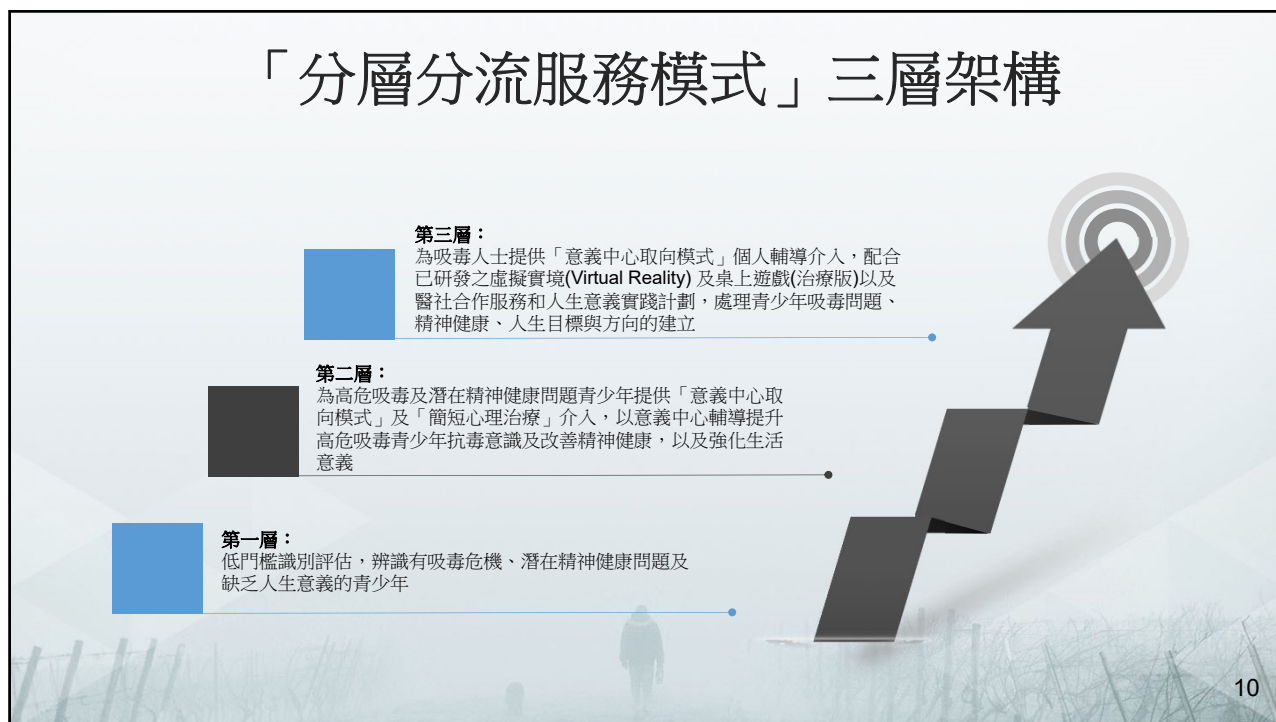 「分層分流服務模式」三層架構
第三層：
為吸毒人士提供「意義中心取向模式」個人輔導介入，配合
已研發之虛擬實境(Virtual Reality) 及桌上遊戲(治療版)以及
醫社合作服務和人生意義實踐計劃，處理青少年吸毒問題、
精神健康、人生目標與方向的建立
第二層：
為高危吸毒及潛在精神健康問題青少年提供「意義中心取
向模式」及「簡短心理治療」介入，以意義中心輔導提升
高危吸毒青少年抗毒意識及改善精神健康，以及強化生活
意義
第一層：
低門檻識別評估，辨識有吸毒危機、潛在精神健康問題及
缺乏人生意義的青少年
10